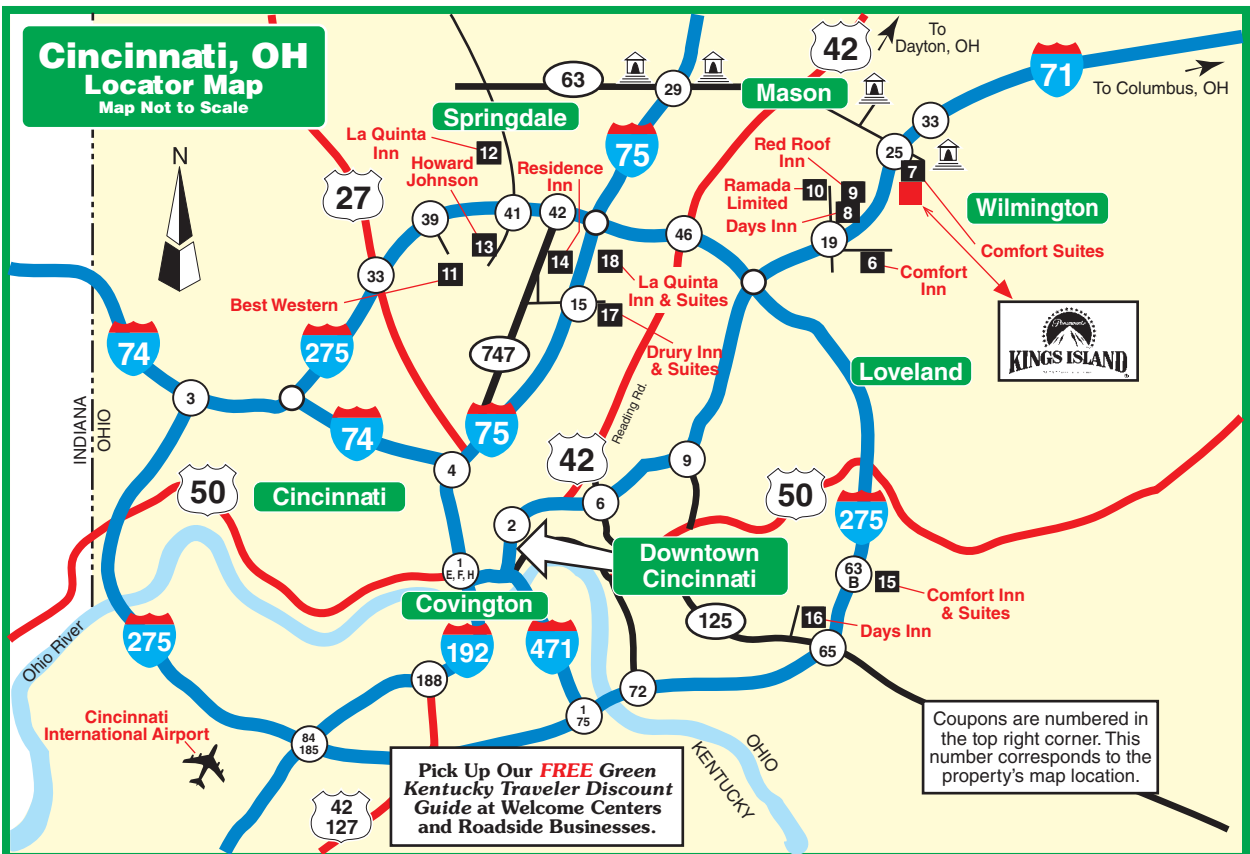 Cincinnati, OH
Locator Map
Map Not to Scale
N
27
63
29
42
To
Dayton, OH
71
To Columbus, OH
Mason
Springdale
75
33
25
La Quinta
Inn
12
Howard
Johnson
Residence
Inn
Red Roof
Inn
Ramada
Limited
10
9
8
7
Days Inn
Wilmington
39
41
42
46
19
13
14
18
La Quinta
Inn & Suites
6
Comfort
Inn
Comfort Suites
33
11
Best Western
15
17
Drury Inn
& Suites
Paramount's
KINGS ISLAND
74
275
747
Loveland
3
74
75
Reading Rd.
INDIANA
OHIO
4
42
9
50
Cincinnati
50
275
6
2
Downtown
Cincinnati
1
E, F, H
63
B
15
Comfort Inn
& Suites
Covington
125
16
Days Inn
65
Ohio River
275
192
471
188
72
1
75
84
185
Cincinnati
International Airport
OHIO
KENTUCKY
42
127
Pick Up Our FREE Green
Kentucky Traveler Discount
Guide at Welcome Centers
and Roadside Businesses.
Coupons are numbered in
the top right corner. This
number corresponds to the
property's map location.